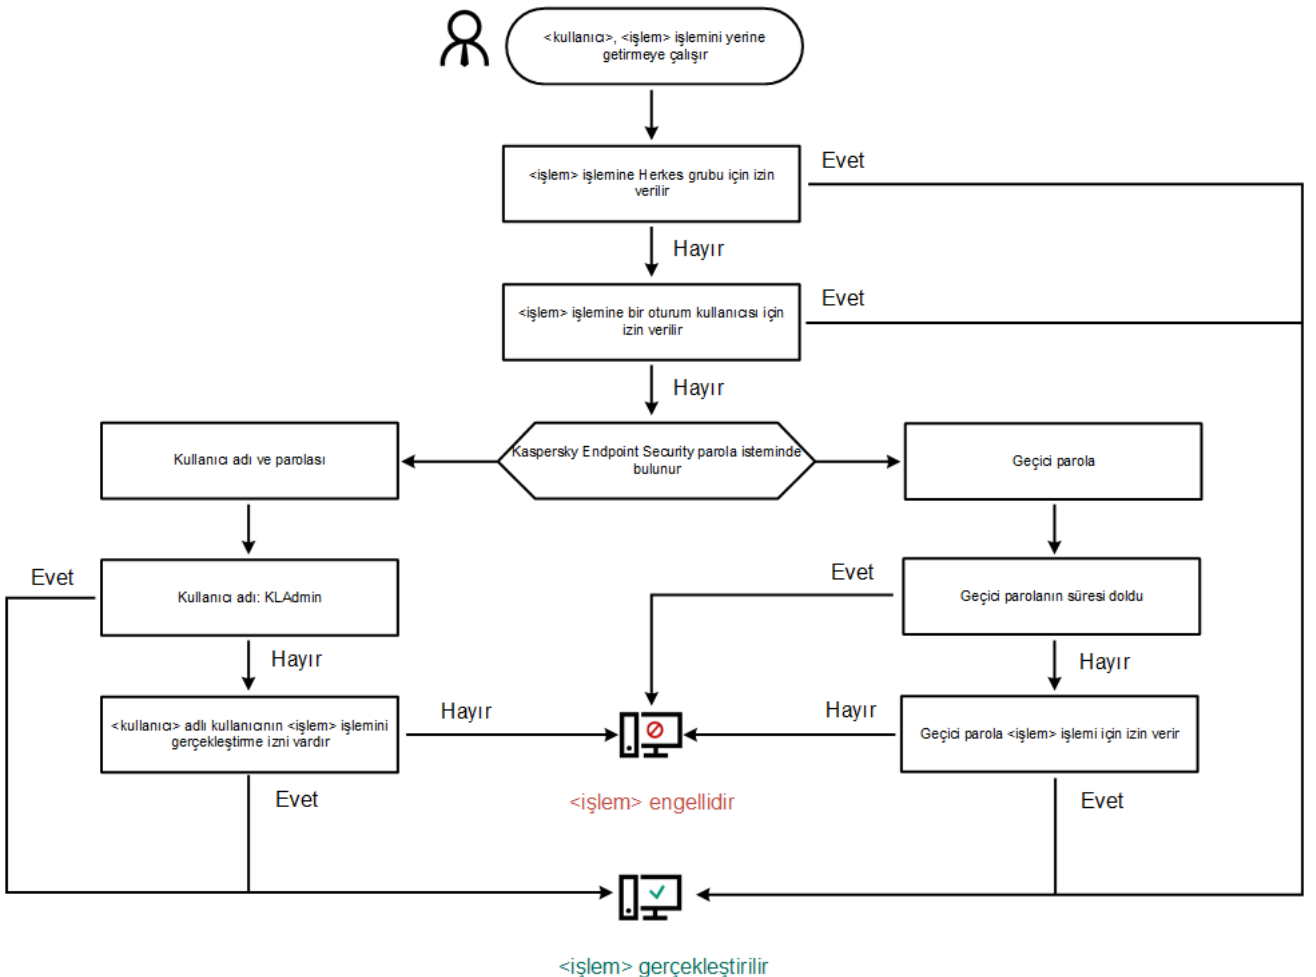 <kullanıcı>, <işlem> işlemini yerine
getirmeye çalışır
<işlem> işlemine Herkes grubu için izin
verilir
Evet
Hayır
<işlem> işlemine bir oturum kullanıcısı için
izin verilir
Evet
Hayır
Kullanıcı adı ve parolası
Kaspersky Endpoint Security parola isteminde
bulunur
Geçici parola
Evet
Kullanıcı adı: KLAdmin
Evet
Geçici parolanın süresi doldu
Hayır
Hayır
<kullanıcı> adlı kullanıcının <işlem> işlemini
gerçekleştirme izni vardır
Hayır
Hayır
Geçici parola <işlem> işlemi için izin verir
Evet
<işlem> engellidir
Evet
<işlem> gerçekleştirilir